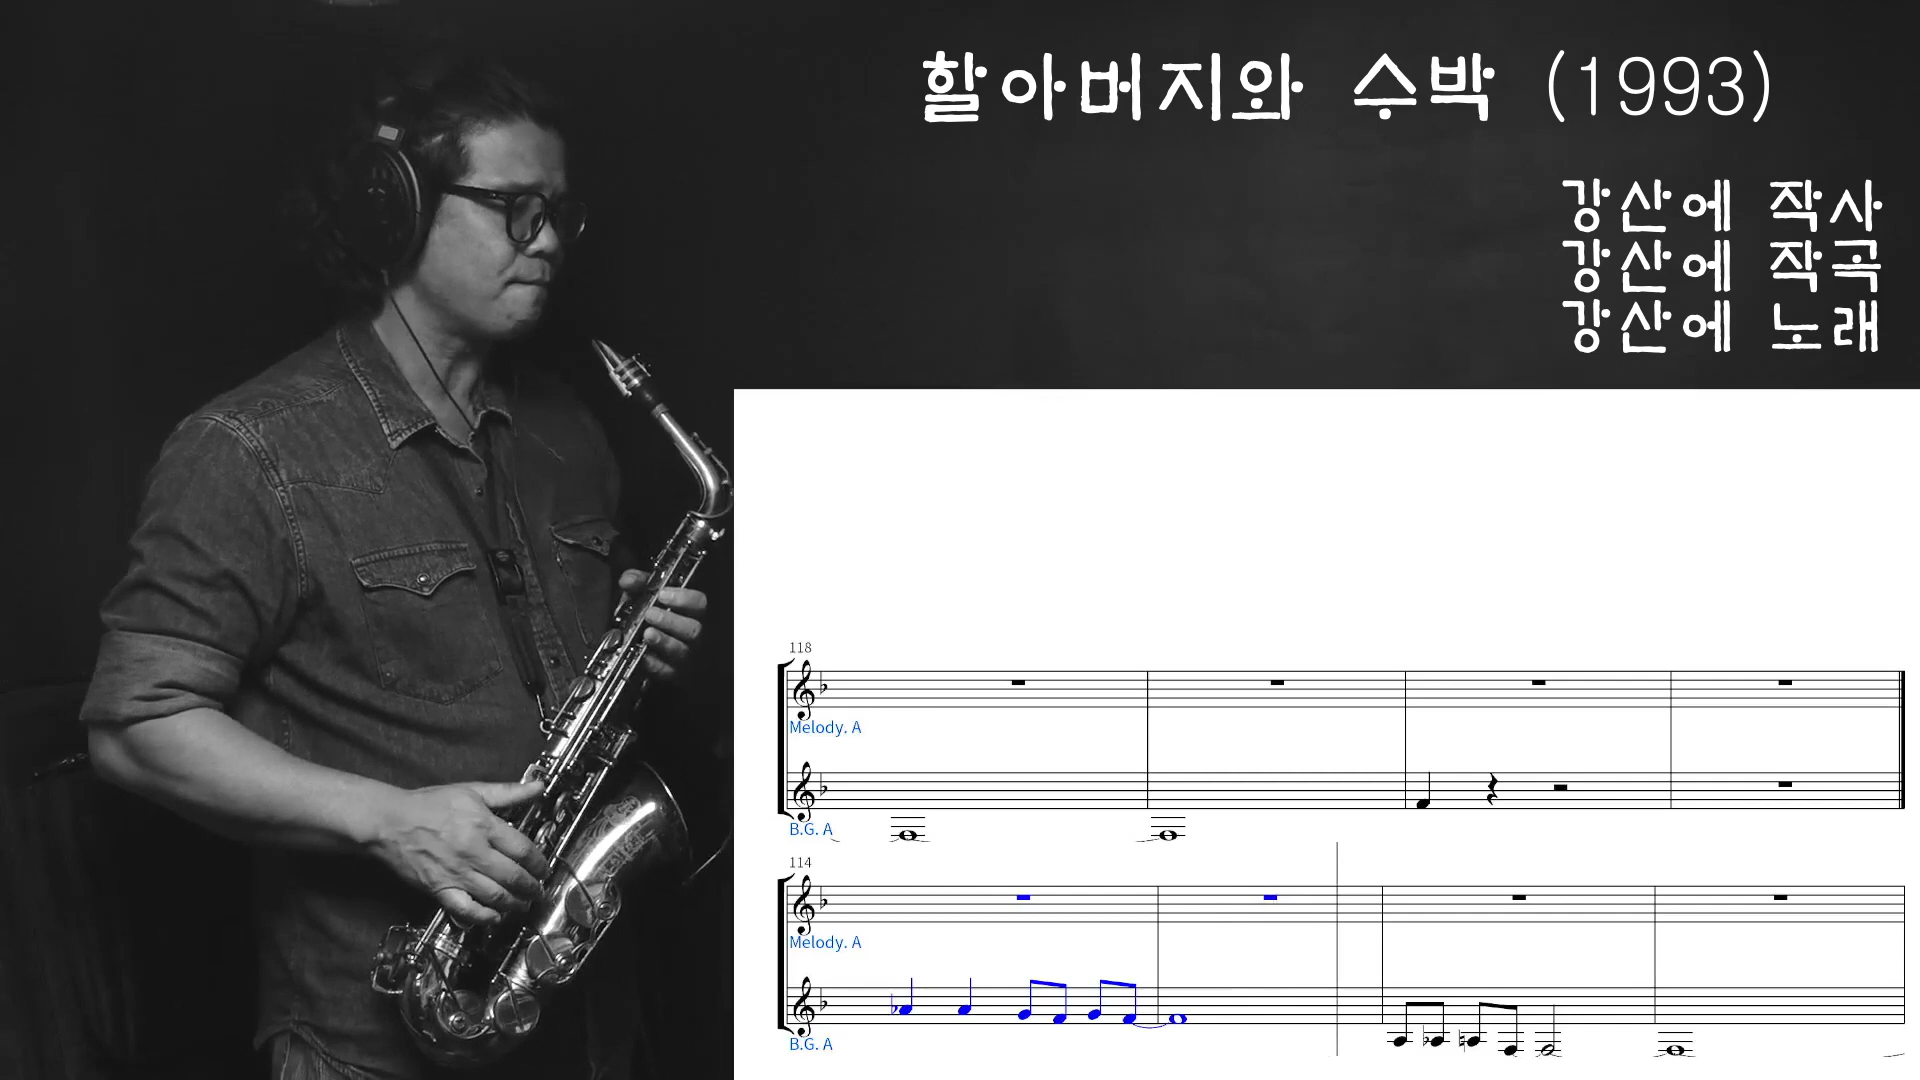 할아버지와 수박 (1993)
강산에 작사
강산에 작곡
강산에 노래
118
Melody. A
B.G. A
114
Melody. A
B.G. A